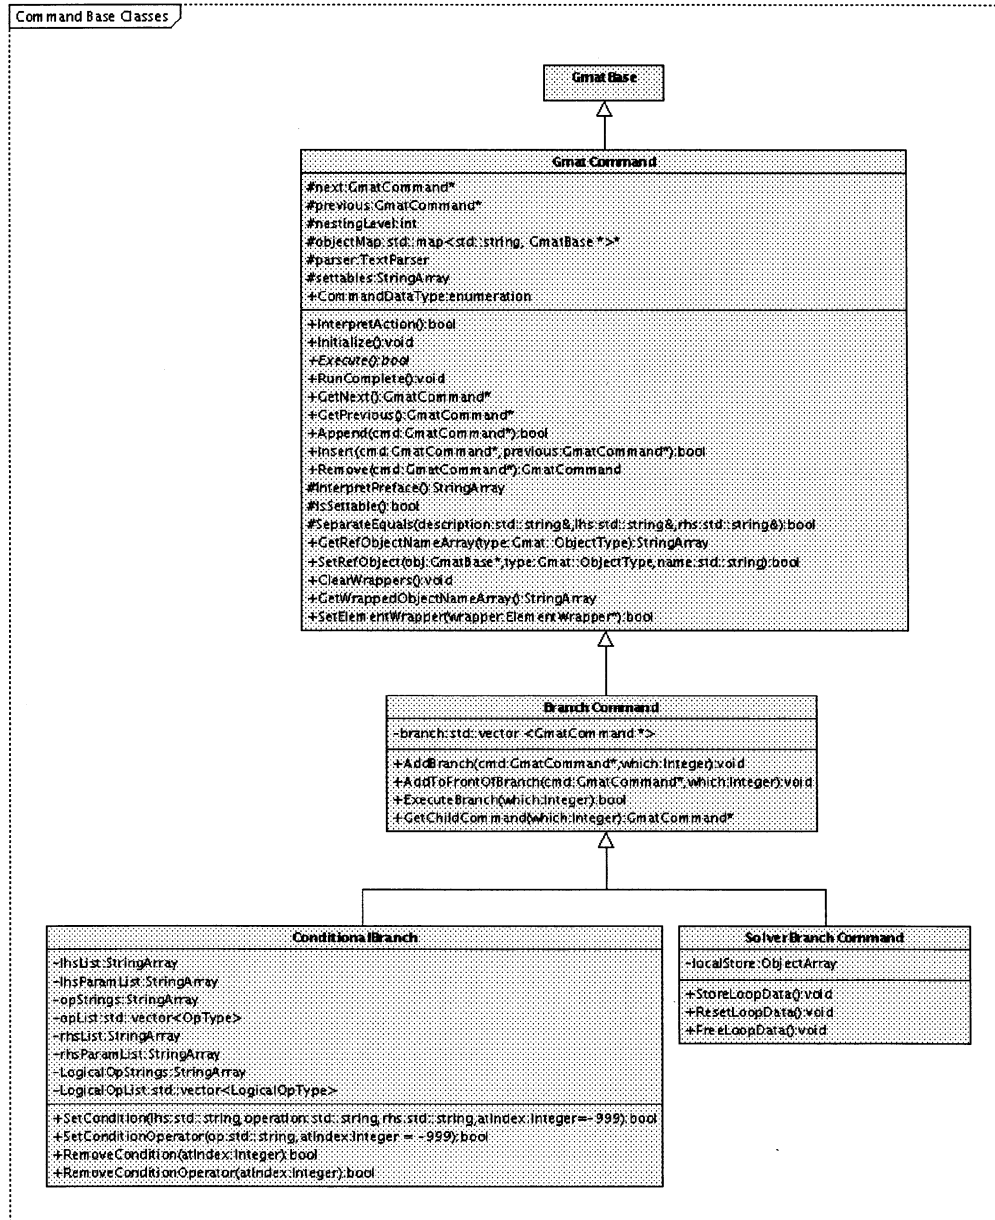 Command Base Classes
GmatBase
GmatCommand
#next:GmatCommand*
#previous:GmatCommand*
#nestingLevel:int
#objectMap:std::map<std::string, GmatBase *>*
#parser:TextParser
#settables:StringArray
+CommandDataType:enumeration
+InterpretAction():bool
+Initialize():void
+Execute():bool
+RunComplete():void
+GetNext():GmatCommand*
+GetPrevious():GmatCommand*
+Append(cmd:GmatCommand*):bool
+Insert(cmd:GmatCommand*,previous:GmatCommand*):bool
+Remove(cmd:GmatCommand*):GmatCommand
#InterpretPreface():StringArray
#IsSettable():bool
#SeparateEquals(description:std::string&,lhs:std::string&,rhs:std::string&):bool
+GetRefObjectNameArray(type:Gmat::ObjectType):StringArray
+SetRefObject(obj:GmatBase*,type:Gmat::ObjectType,name:std::string):bool
+ClearWrappers():void
+GetWrappedObjectNameArray():StringArray
+SetElementWrapper(wrapper:ElementWrapper*):bool
BranchCommand
-branch:std::vector <GmatCommand *>
+AddBranch(cmd:GmatCommand*,which:Integer):void
+AddToFrontOfBranch(cmd:GmatCommand*,which:Integer):void
+ExecuteBranch(which:Integer):bool
+GetChildCommand(which:Integer):GmatCommand*
ConditionalBranch
-lhsList:StringArray
-lhsParamList:StringArray
-opStrings:StringArray
-opList:std::vector<OpType>
-rhsList:StringArray
-rhsParamList:StringArray
-LogicalOpStrings:StringArray
-LogicalOpList:std::vector<LogicalOpType>
+SetCondition(lhs:std::string,operation:std::string,rhs:std::string,atIndex:Integer=-999):bool
+SetConditionOperator(op:std::string,atIndex:Integer = -999):bool
+RemoveCondition(atIndex:Integer):bool
+RemoveConditionOperator(atIndex:Integer):bool
SolverBranchCommand
-localStore:ObjectArray
+StoreLoopData():void
+ResetLoopData():void
+FreeLoopData():void